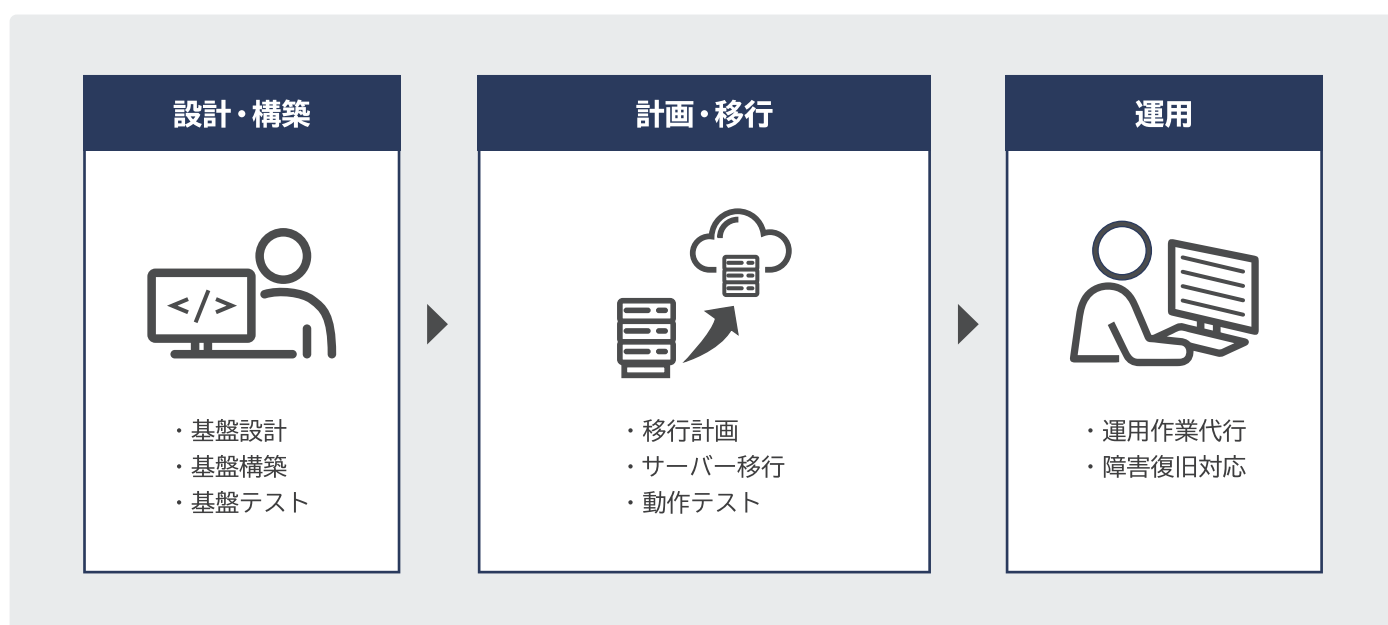 設計・構築
</>
・基盤設計
・基盤構築
・基盤テスト
計画・移行
・移行計画
・サーバー移行
・動作テスト
運用
・運用作業代行
・障害復旧対応